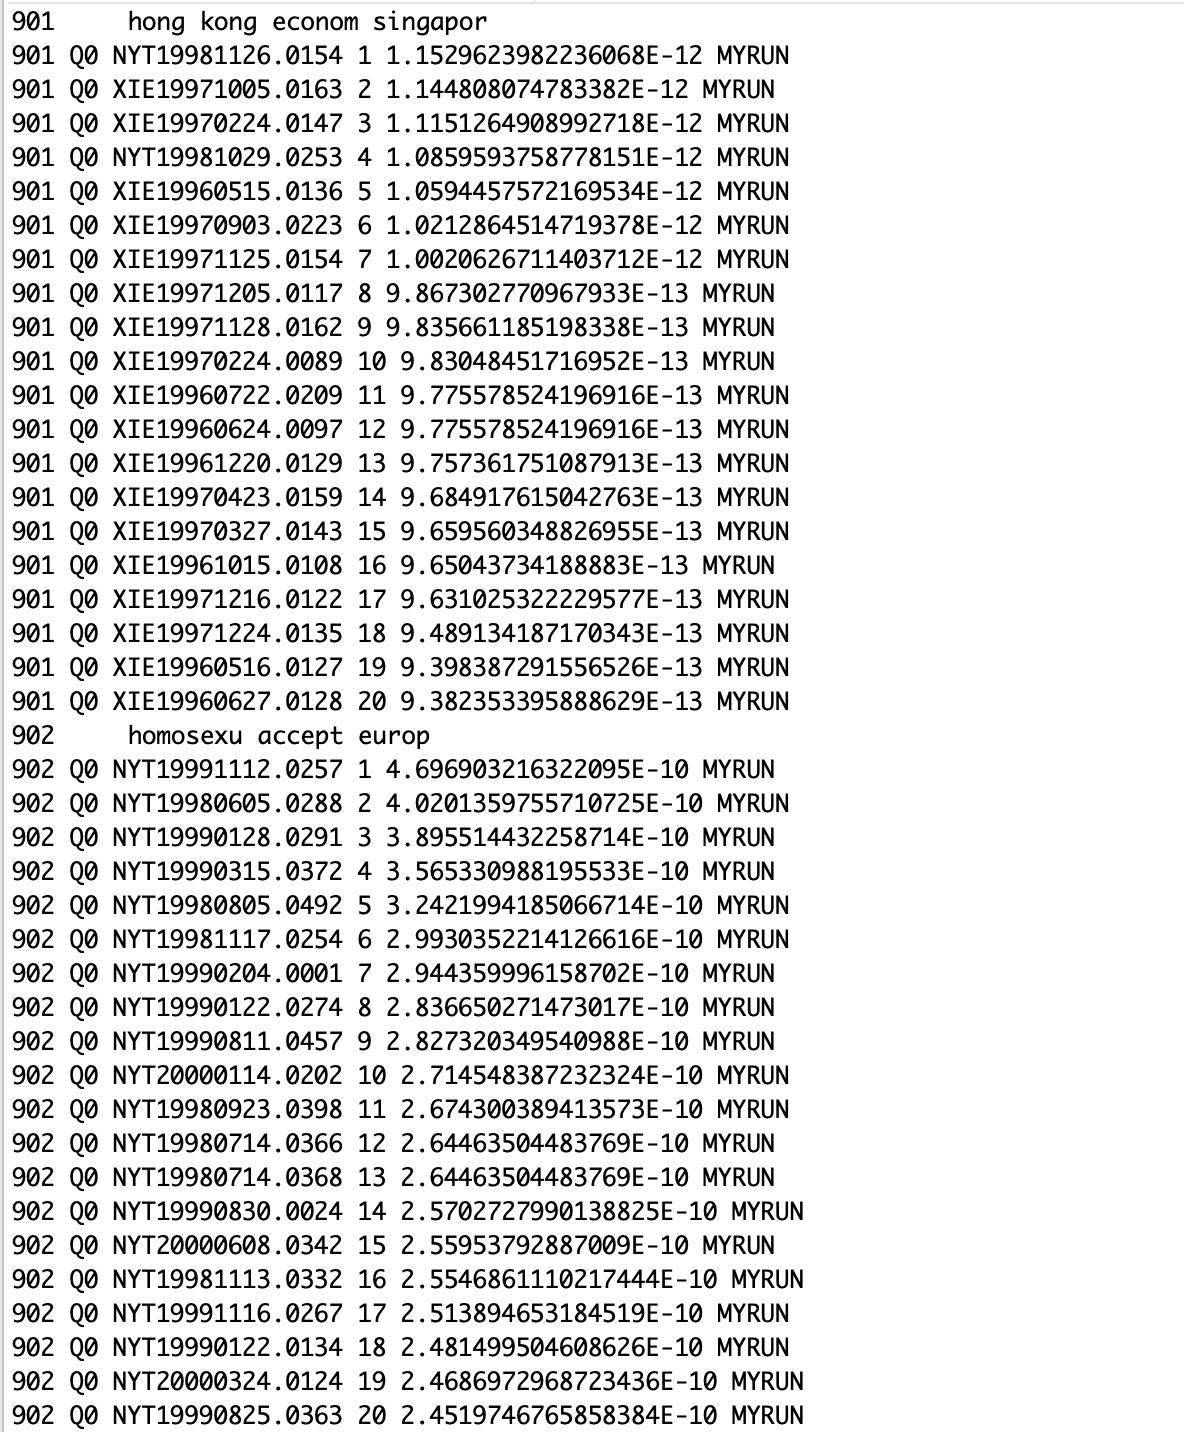 901     hong kong econom singapor
901 Q0 NYT19981126.0154 1 1.1529623982236068E-12 MYRUN
901 Q0 XIE19971005.0163 2 1.144808074783382E-12 MYRUN
901 Q0 XIE19970224.0147 3 1.1151264908992718E-12 MYRUN
901 Q0 NYT19981029.0253 4 1.0859593758778151E-12 MYRUN
901 Q0 XIE19960515.0136 5 1.0594457572169534E-12 MYRUN
901 Q0 XIE19970903.0223 6 1.0212864514719378E-12 MYRUN
901 Q0 XIE19971125.0154 7 1.0020626711403712E-12 MYRUN
901 Q0 XIE19971205.0117 8 9.867302770967933E-13 MYRUN
901 Q0 XIE19971128.0162 9 9.835661185198338E-13 MYRUN
901 Q0 XIE19970224.0089 10 9.83048451716952E-13 MYRUN
901 Q0 XIE19960722.0209 11 9.775578524196916E-13 MYRUN
901 Q0 XIE19960624.0097 12 9.775578524196916E-13 MYRUN
901 Q0 XIE19961220.0129 13 9.757361751087913E-13 MYRUN
901 Q0 XIE19970423.0159 14 9.684917615042763E-13 MYRUN
901 Q0 XIE19970327.0143 15 9.659560348826955E-13 MYRUN
901 Q0 XIE19961015.0108 16 9.65043734188883E-13 MYRUN
901 Q0 XIE19971216.0122 17 9.631025322229577E-13 MYRUN
901 Q0 XIE19971224.0135 18 9.489134187170343E-13 MYRUN
901 Q0 XIE19960516.0127 19 9.398387291556526E-13 MYRUN
901 Q0 XIE19960627.0128 20 9.382353395888629E-13 MYRUN
902     homosexu accept europ
902 Q0 NYT19991112.0257 1 4.696903216322095E-10 MYRUN
902 Q0 NYT19980605.0288 2 4.0201359755710725E-10 MYRUN
902 Q0 NYT19990128.0291 3 3.895514432258714E-10 MYRUN
902 Q0 NYT19990315.0372 4 3.565330988195533E-10 MYRUN
902 Q0 NYT19980805.0492 5 3.2421994185066714E-10 MYRUN
902 Q0 NYT19981117.0254 6 2.9930352214126616E-10 MYRUN
902 Q0 NYT19990204.0001 7 2.944359996158702E-10 MYRUN
902 Q0 NYT19990122.0274 8 2.836650271473017E-10 MYRUN
902 Q0 NYT19990811.0457 9 2.827320349540988E-10 MYRUN
902 Q0 NYT20000114.0202 10 2.714548387232324E-10 MYRUN
902 Q0 NYT19980923.0398 11 2.674300389413573E-10 MYRUN
902 Q0 NYT19980714.0366 12 2.64463504483769E-10 MYRUN
902 Q0 NYT19980714.0368 13 2.64463504483769E-10 MYRUN
902 Q0 NYT19990830.0024 14 2.5702727990138825E-10 MYRUN
902 Q0 NYT20000608.0342 15 2.55953792887009E-10 MYRUN
902 Q0 NYT19981113.0332 16 2.5546861110217444E-10 MYRUN
902 Q0 NYT19991116.0267 17 2.513894653184519E-10 MYRUN
902 Q0 NYT19990122.0134 18 2.481499504608626E-10 MYRUN
902 Q0 NYT20000324.0124 19 2.4686972968723436E-10 MYRUN
902 Q0 NYT19990825.0363 20 2.4519746765858384E-10 MYRUN